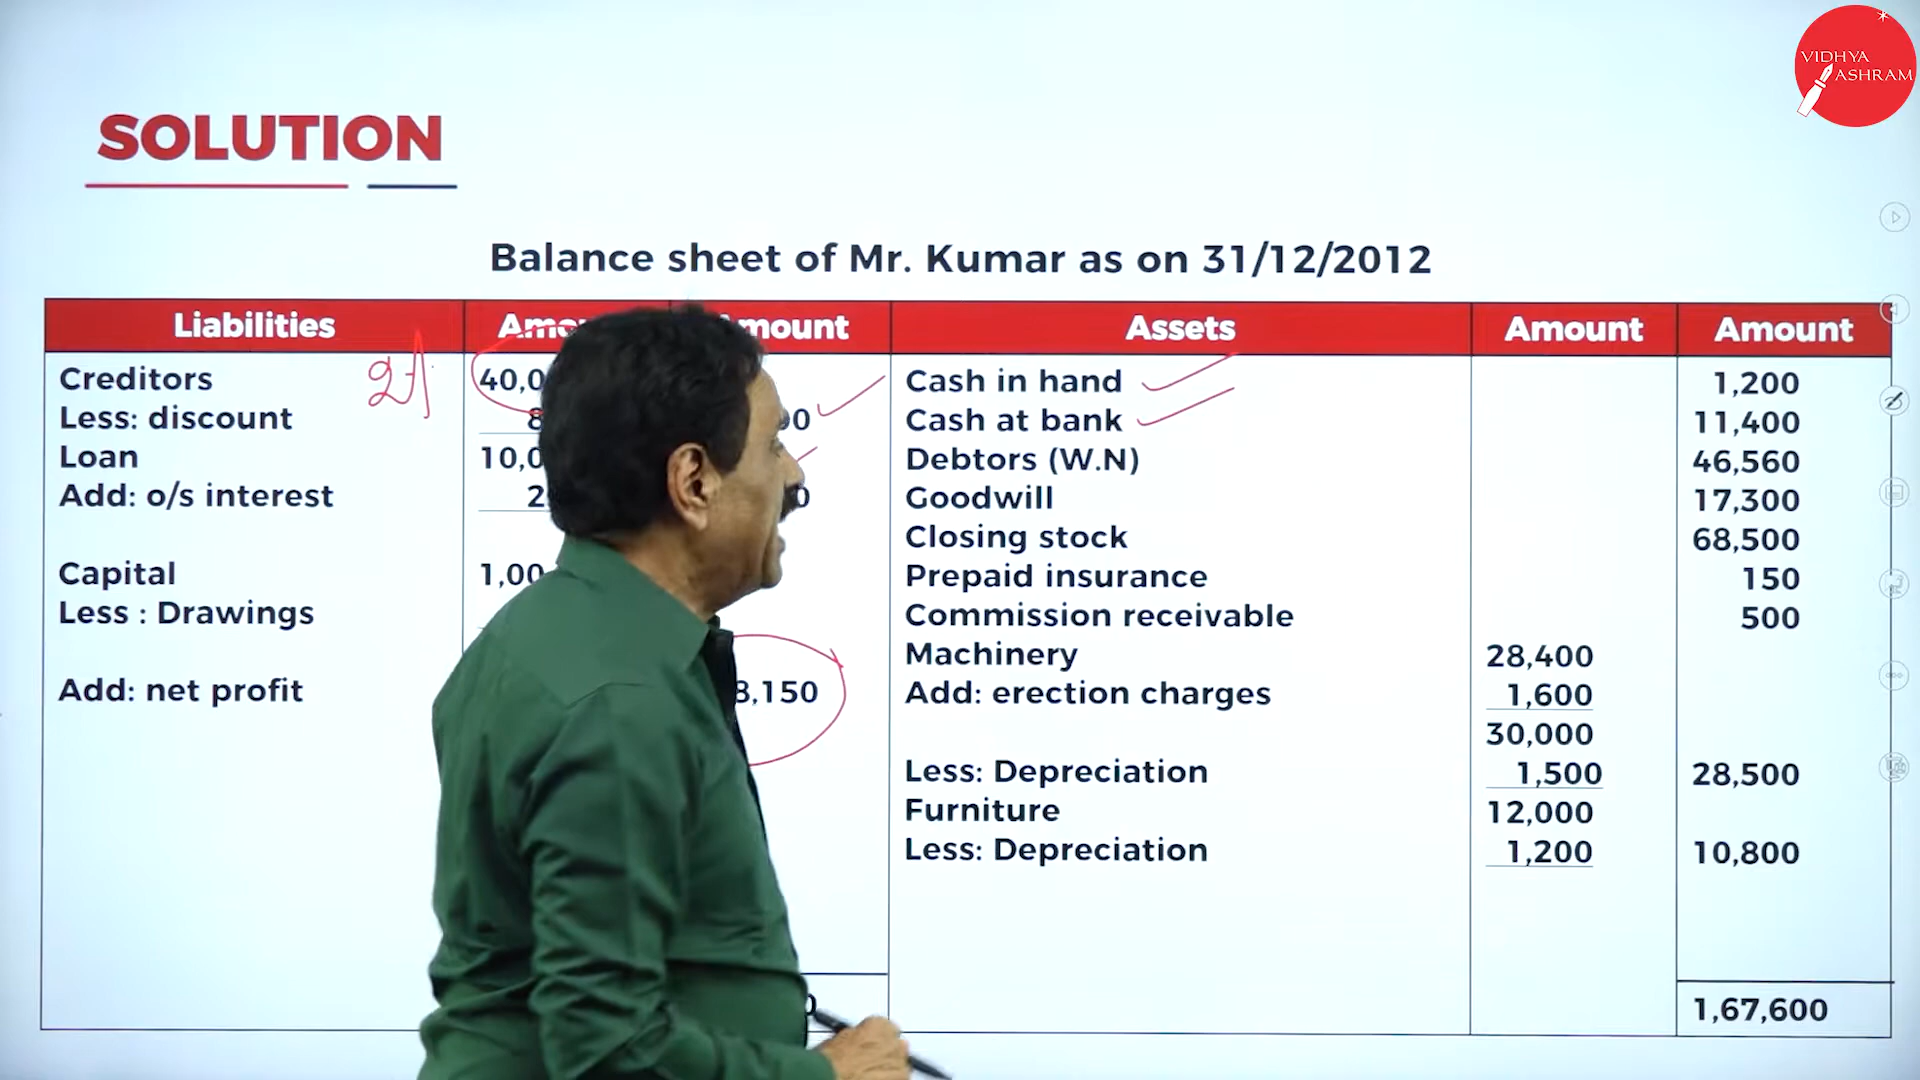 VIDHYA
ASHRAM
SOLUTION
Balance sheet of Mr. Kumar as on 31/12/2012
Liabilities Assets Amount Amount
Creditors Cash in hand 1,200
Less: discount Cash at bank 11,400
Loan Debtors (W.N) 46,560
Add: o/s interest Goodwill 17,300
Closing stock 68,500
Capital Prepaid insurance 150
Less : Drawings Commission receivable 500
Machinery 28,400
Add: net profit Add: erection charges 1,600
30,000
Less: Depreciation 1,500 28,500
Furniture 12,000
Less: Depreciation 1,200 10,800
1,67,600